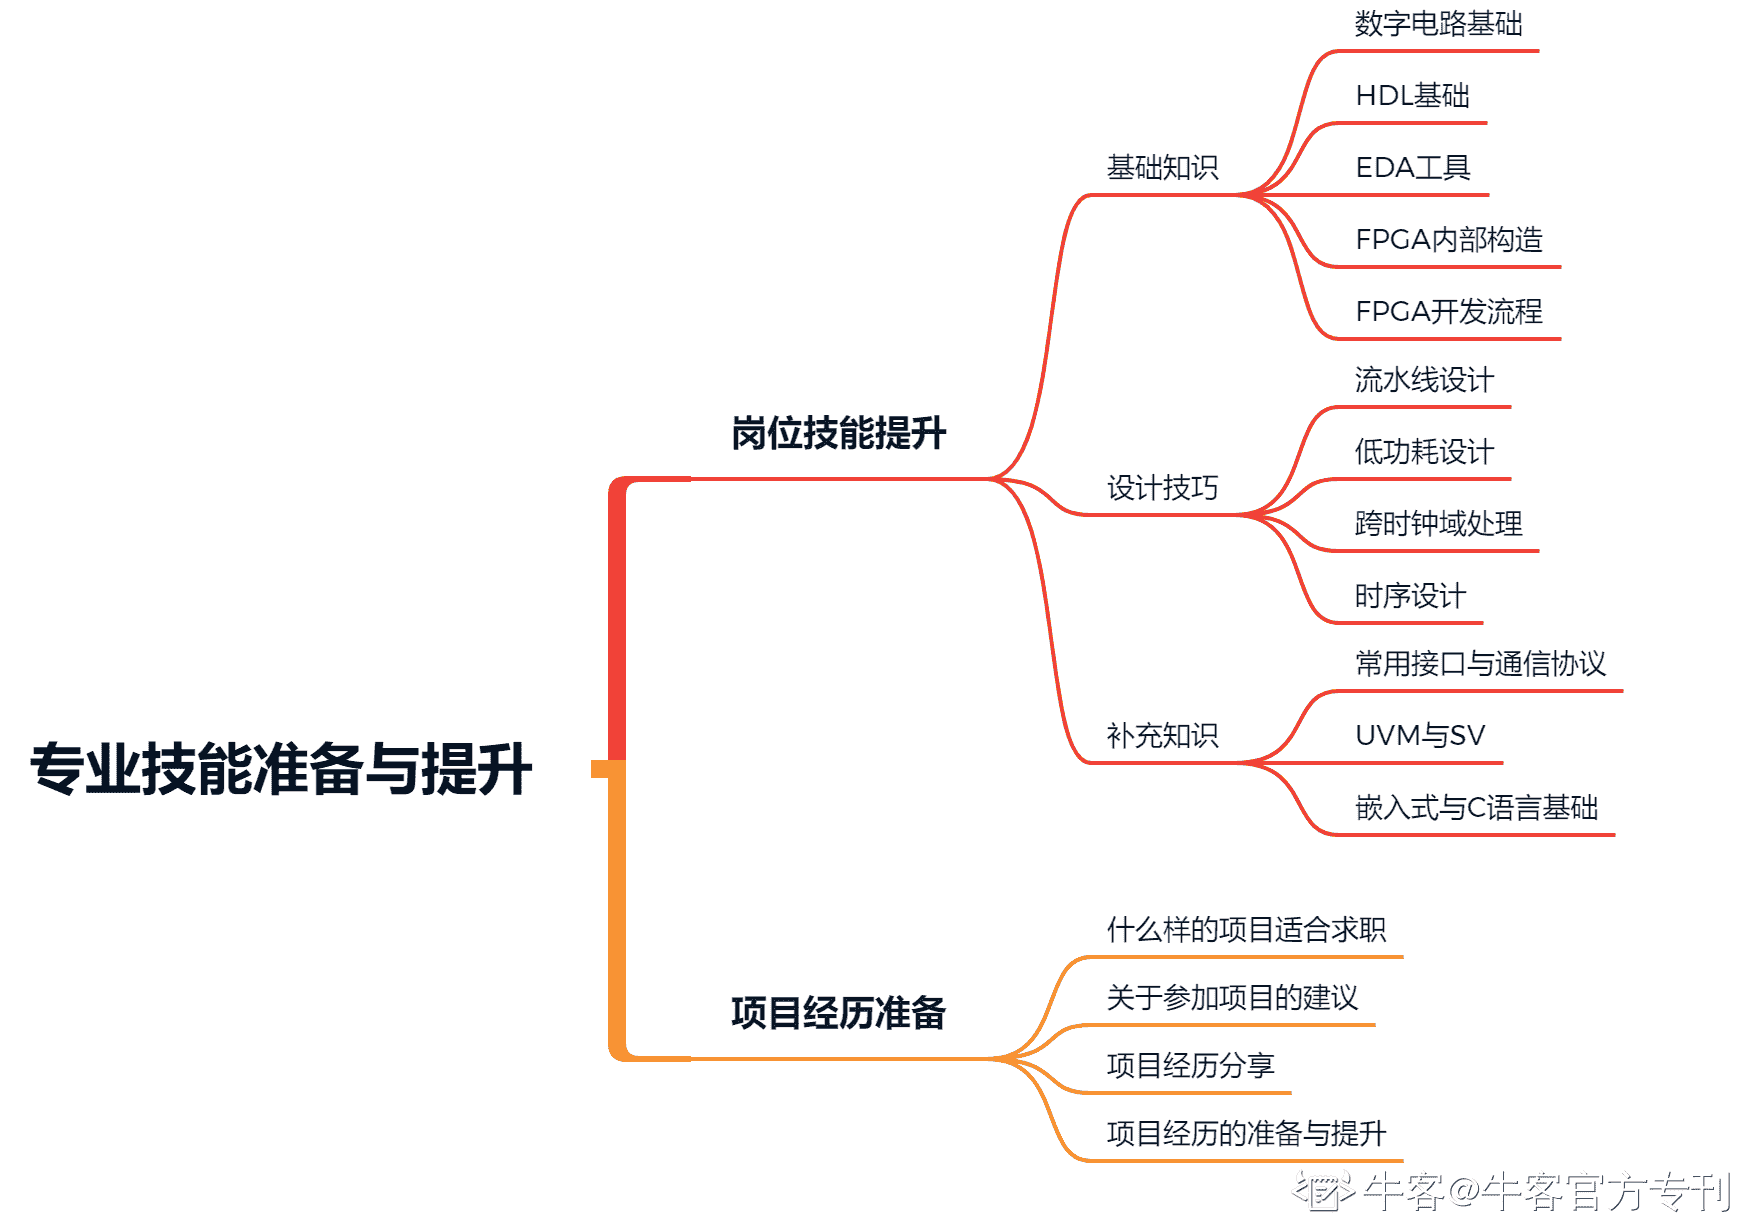 专业技能准备与提升
岗位技能提升
基础知识
数字电路基础
HDL基础
EDA工具
FPGA内部构造
FPGA开发流程
设计技巧
流水线设计
低功耗设计
跨时钟域处理
时序设计
补充知识
常用接口与通信协议
UVM与SV
嵌入式与C语言基础
项目经历准备
什么样的项目适合求职
关于参加项目的建议
项目经历分享
项目经历的准备与提升
牛客@牛客官方专刊